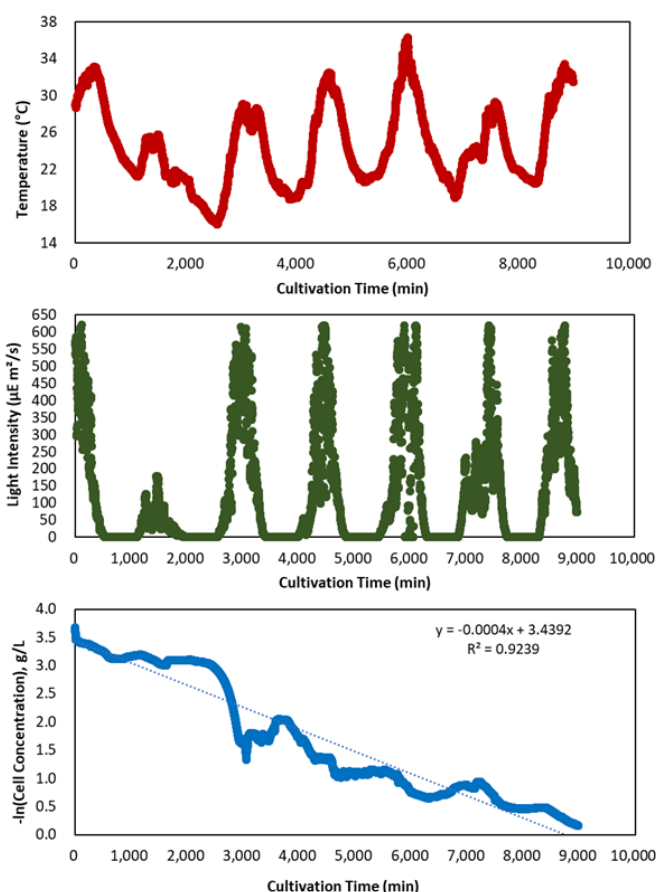 38
34
30
26
22
18
14
Temperature (°C)
0 2,000 4,000 6,000 8,000 10,000
Cultivation Time (min)
650
600
550
500
450
400
350
300
250
200
150
100
50
0
Light Intensity (µE m²/s)
0 1,000 2,000 3,000 4,000 5,000 6,000 7,000 8,000 9,000 10,000
Cultivation Time (min)
4.0
3.5
3.0
2.5
2.0
1.5
1.0
0.5
0.0
-ln(Cell Concentration), g/L
y = -0.0004x + 3.4392
R² = 0.9239
0 1,000 2,000 3,000 4,000 5,000 6,000 7,000 8,000 9,000 10,000
Cultivation Time (min)